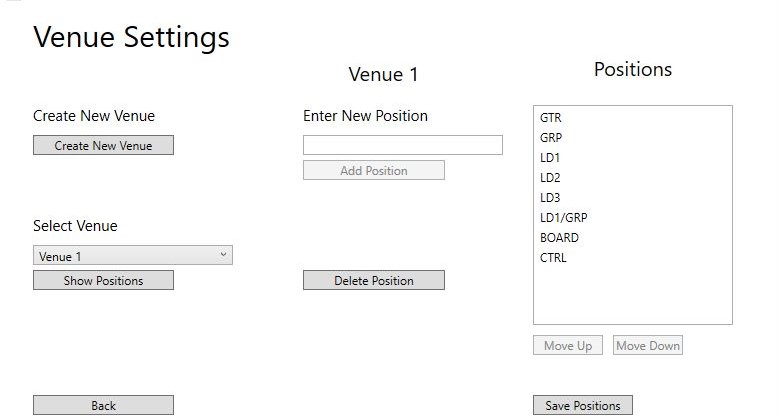 Venue Settings
Venue 1
Positions
Create New Venue
Create New Venue
Enter New Position
Add Position
Select Venue
Venue 1
Show Positions
Delete Position
GTR
GRP
LD1
LD2
LD3
LD1/GRP
BOARD
CTRL
Move Up
Move Down
Back
Save Positions